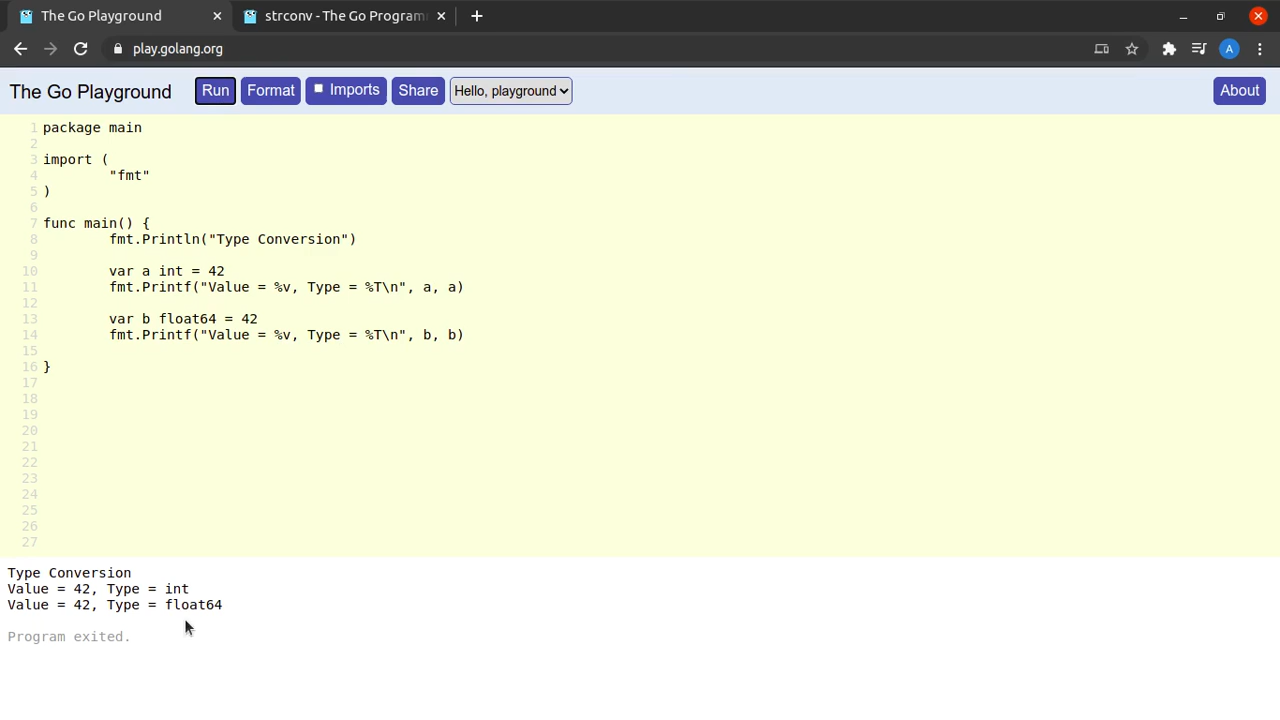 The Go Playground
strconv - The Go Program
play.golang.org
A
The Go Playground Run Format Imports Share Hello, playground About
1 package main
2
3 import (
4 "fmt"
5 )
6
7 func main() {
8 fmt.Println("Type Conversion")
9
10 var a int = 42
11 fmt.Printf("Value = %v, Type = %T\n", a, a)
12
13 var b float64 = 42
14 fmt.Printf("Value = %v, Type = %T\n", b, b)
15
16 }
17
18
19
20
21
22
23
24
25
26
27
Type Conversion
Value = 42, Type = int
Value = 42, Type = float64
Program exited.